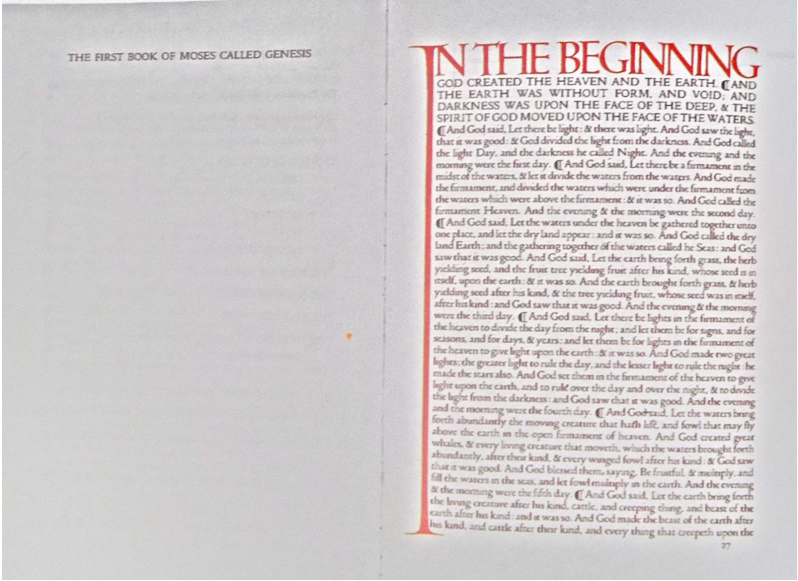 THE FIRST BOOK OF MOSES CALLED GENESIS
IN THE BEGINNING
GOD CREATED THE HEAVEN AND THE EARTH. ¶ AND
THE EARTH WAS WITHOUT FORM, AND VOID; AND
DARKNESS WAS UPON THE FACE OF THE DEEP, & THE
SPIRIT OF GOD MOVED UPON THE FACE OF THE WATERS.
¶ And God said, Let there be light: & there was light. And God saw the light,
that it was good: & God divided the light from the darkness. And God called
the light Day, and the darkness he called Night. And the evening and the
morning were the first day. ¶ And God said, Let there be a firmament in the
midst of the waters, & let it divide the waters from the waters. And God made
the firmament, and divided the waters which were under the firmament from
the waters which were above the firmament: & it was so. And God called the
firmament Heaven. And the evening & the morning were the second day.
¶ And God said, Let the waters under the heaven be gathered together unto
one place, and let the dry land appear: and it was so. And God called the dry
land Earth; and the gathering together of the waters called he Seas: and God
saw that it was good. And God said, Let the earth bring forth grass, the herb
yielding seed, and the fruit tree yielding fruit after his kind, whose seed is in
itself, upon the earth: & it was so. And the earth brought forth grass, & herb
yielding seed after his kind, & the tree yielding fruit, whose seed was in itself,
after his kind: and God saw that it was good. And the evening & the morning
were the third day. ¶ And God said, Let there be lights in the firmament of
the heaven to divide the day from the night; and let them be for signs, and for
seasons, and for days, & years: and let them be for lights in the firmament of
the heaven to give light upon the earth: & it was so. And God made two great
lights; the greater light to rule the day, and the lesser light to rule the night: he
made the stars also. And God set them in the firmament of the heaven to give
light upon the earth, and to rule over the day and over the night, & to divide
the light from the darkness: and God saw that it was good. And the evening
and the morning were the fourth day. ¶ And God said, Let the waters bring
forth abundantly the moving creature that hath life, and fowl that may fly
above the earth in the open firmament of heaven. And God created great
whales, & every living creature that moveth, which the waters brought forth
abundantly, after their kind, & every winged fowl after his kind: & God saw
that it was good. And God blessed them, saying, Be fruitful, & multiply, and
fill the waters in the seas, and let fowl multiply in the earth. And the evening
& the morning were the fifth day. ¶ And God said, Let the earth bring forth
the living creature after his kind, cattle, and creeping thing, and beast of the
earth after his kind: and it was so. And God made the beast of the earth after
his kind, and cattle after their kind, and every thing that creepeth upon the
27